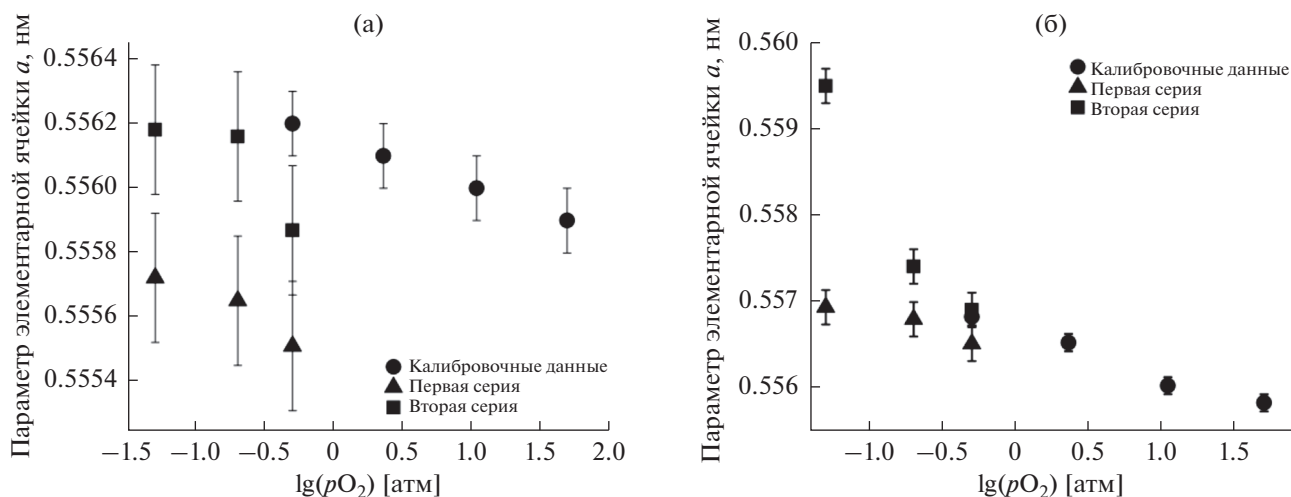 (а)
Параметр элементарной ячейки a, нм
0.5564
0.5562
0.5560
0.5558
0.5556
0.5554
Калибровочные данные
Первая серия
Вторая серия
−1.5 −1.0 −0.5 0 0.5 1.0 1.5 2.0
lg(pO₂) [атм]
(б)
Параметр элементарной ячейки a, нм
0.560
0.559
0.558
0.557
0.556
Калибровочные данные
Первая серия
Вторая серия
−1.0 −0.5 0 0.5 1.0 1.5
lg(pO₂) [атм]